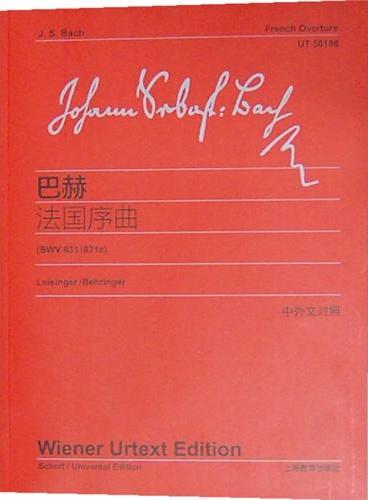 J. S. Bach
French Overture
UT 50186
Johann Sebast: Bach
巴赫
法国序曲
(BWV 831/831a)
Leisinger/Behringer
中外文对照
Wiener Urtext Edition
Schott / Universal Edition
上海教育出版社